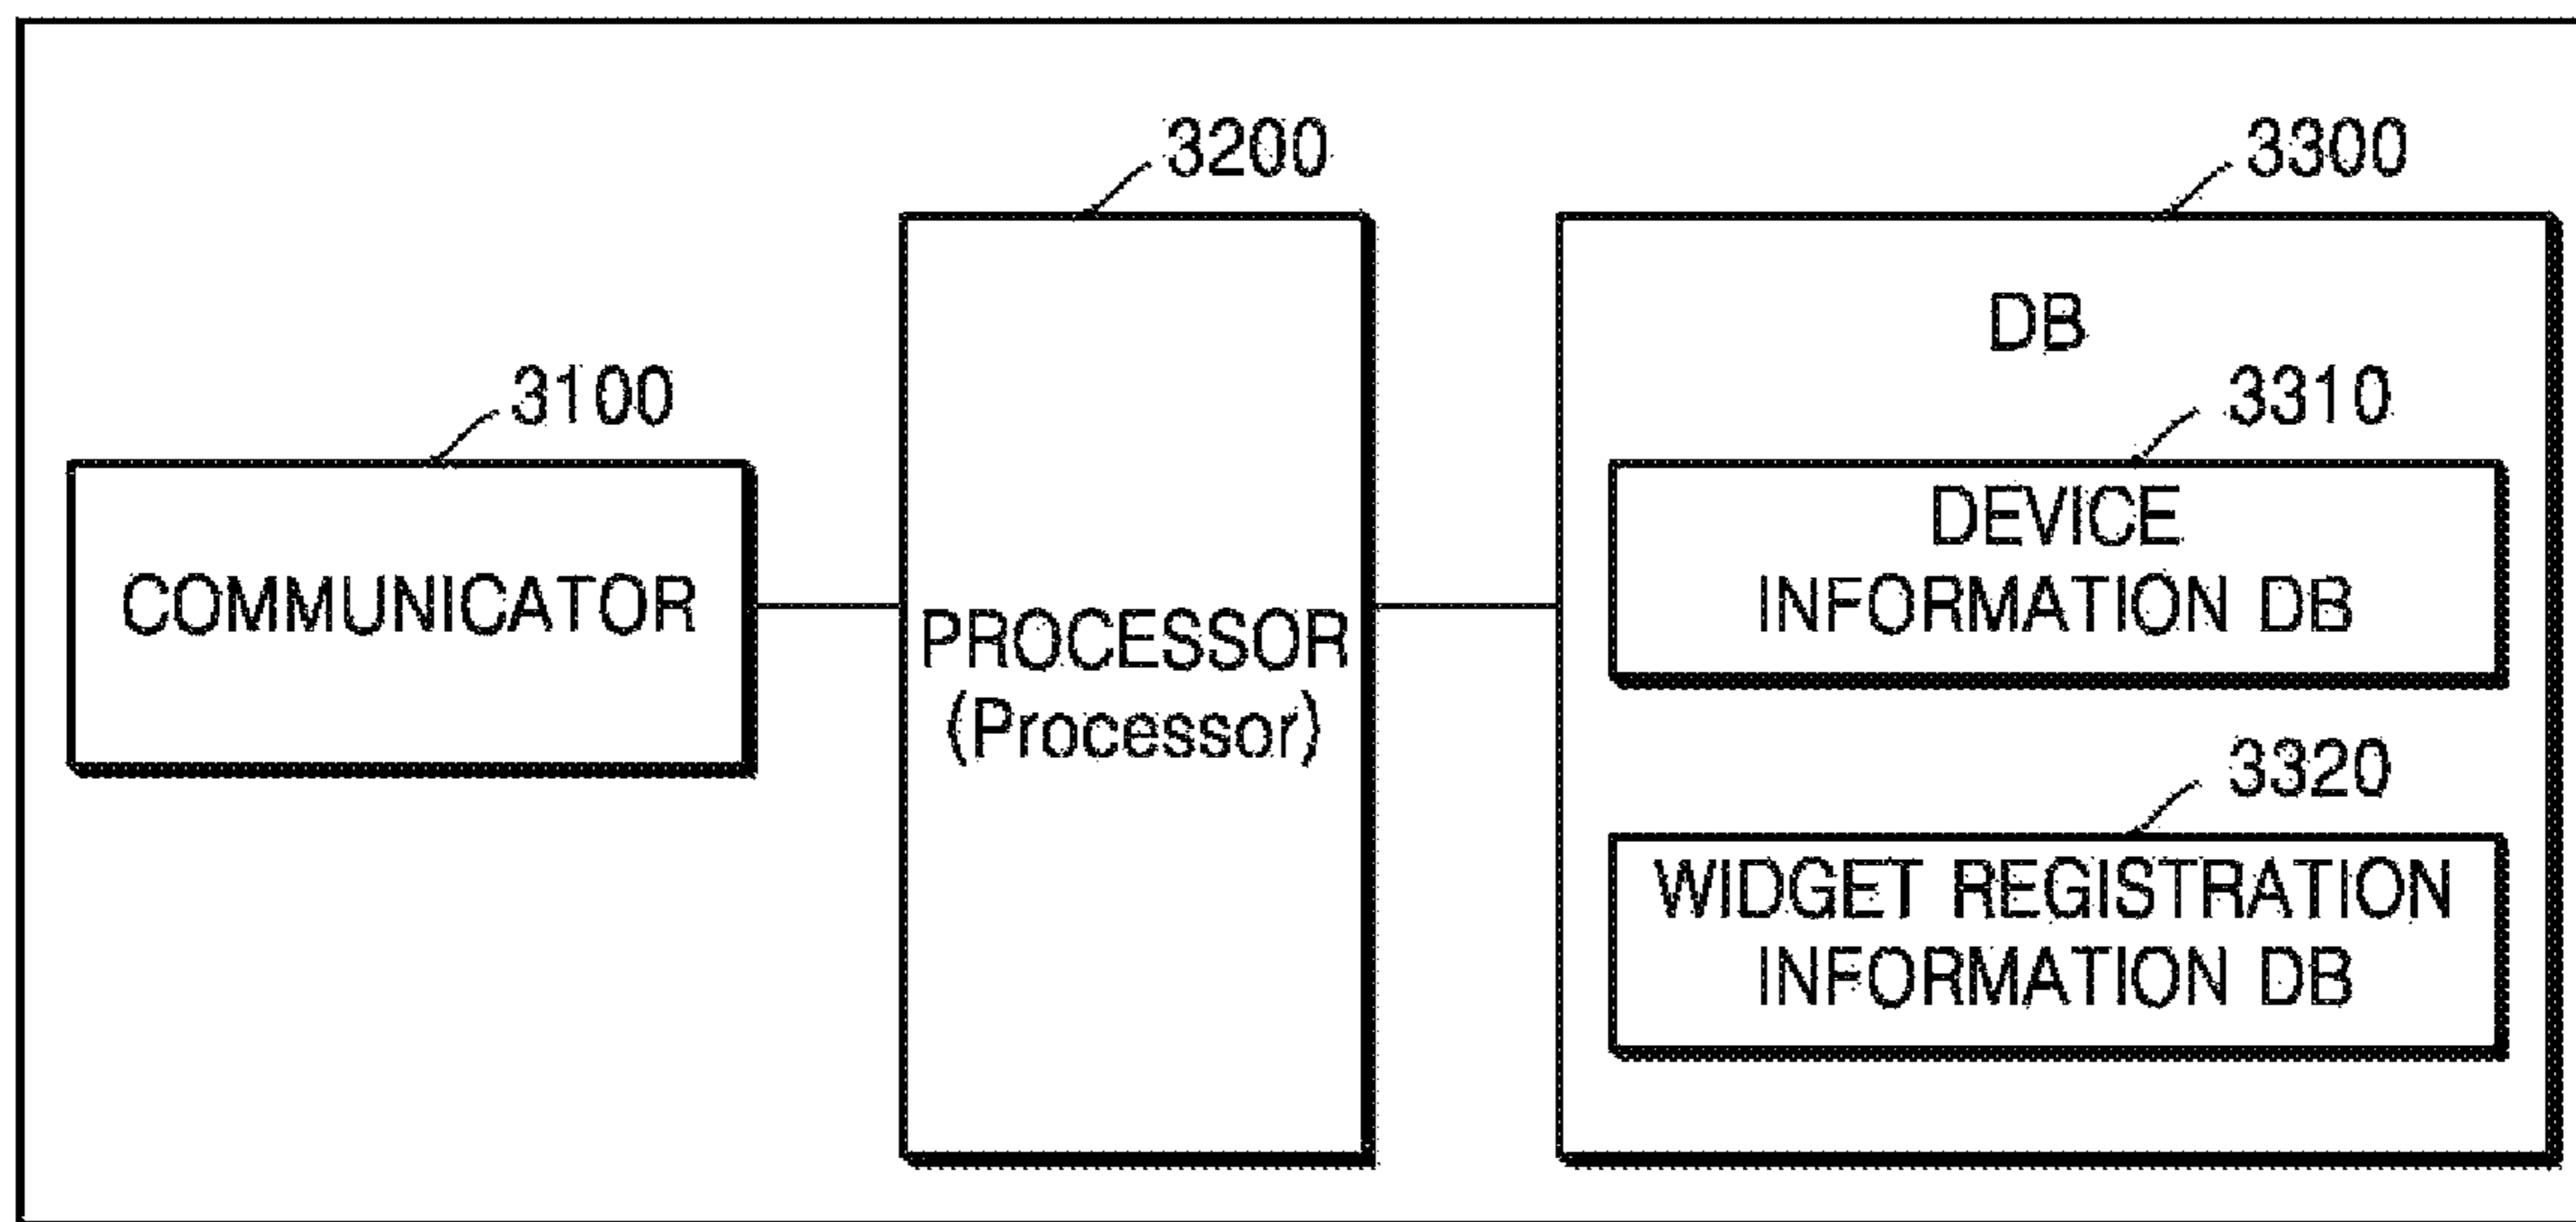 3200
3300
DB
3100
3310
COMMUNICATOR
PROCESSOR
(Processor)
DEVICE
INFORMATION DB
3320
WIDGET REGISTRATION
INFORMATION DB